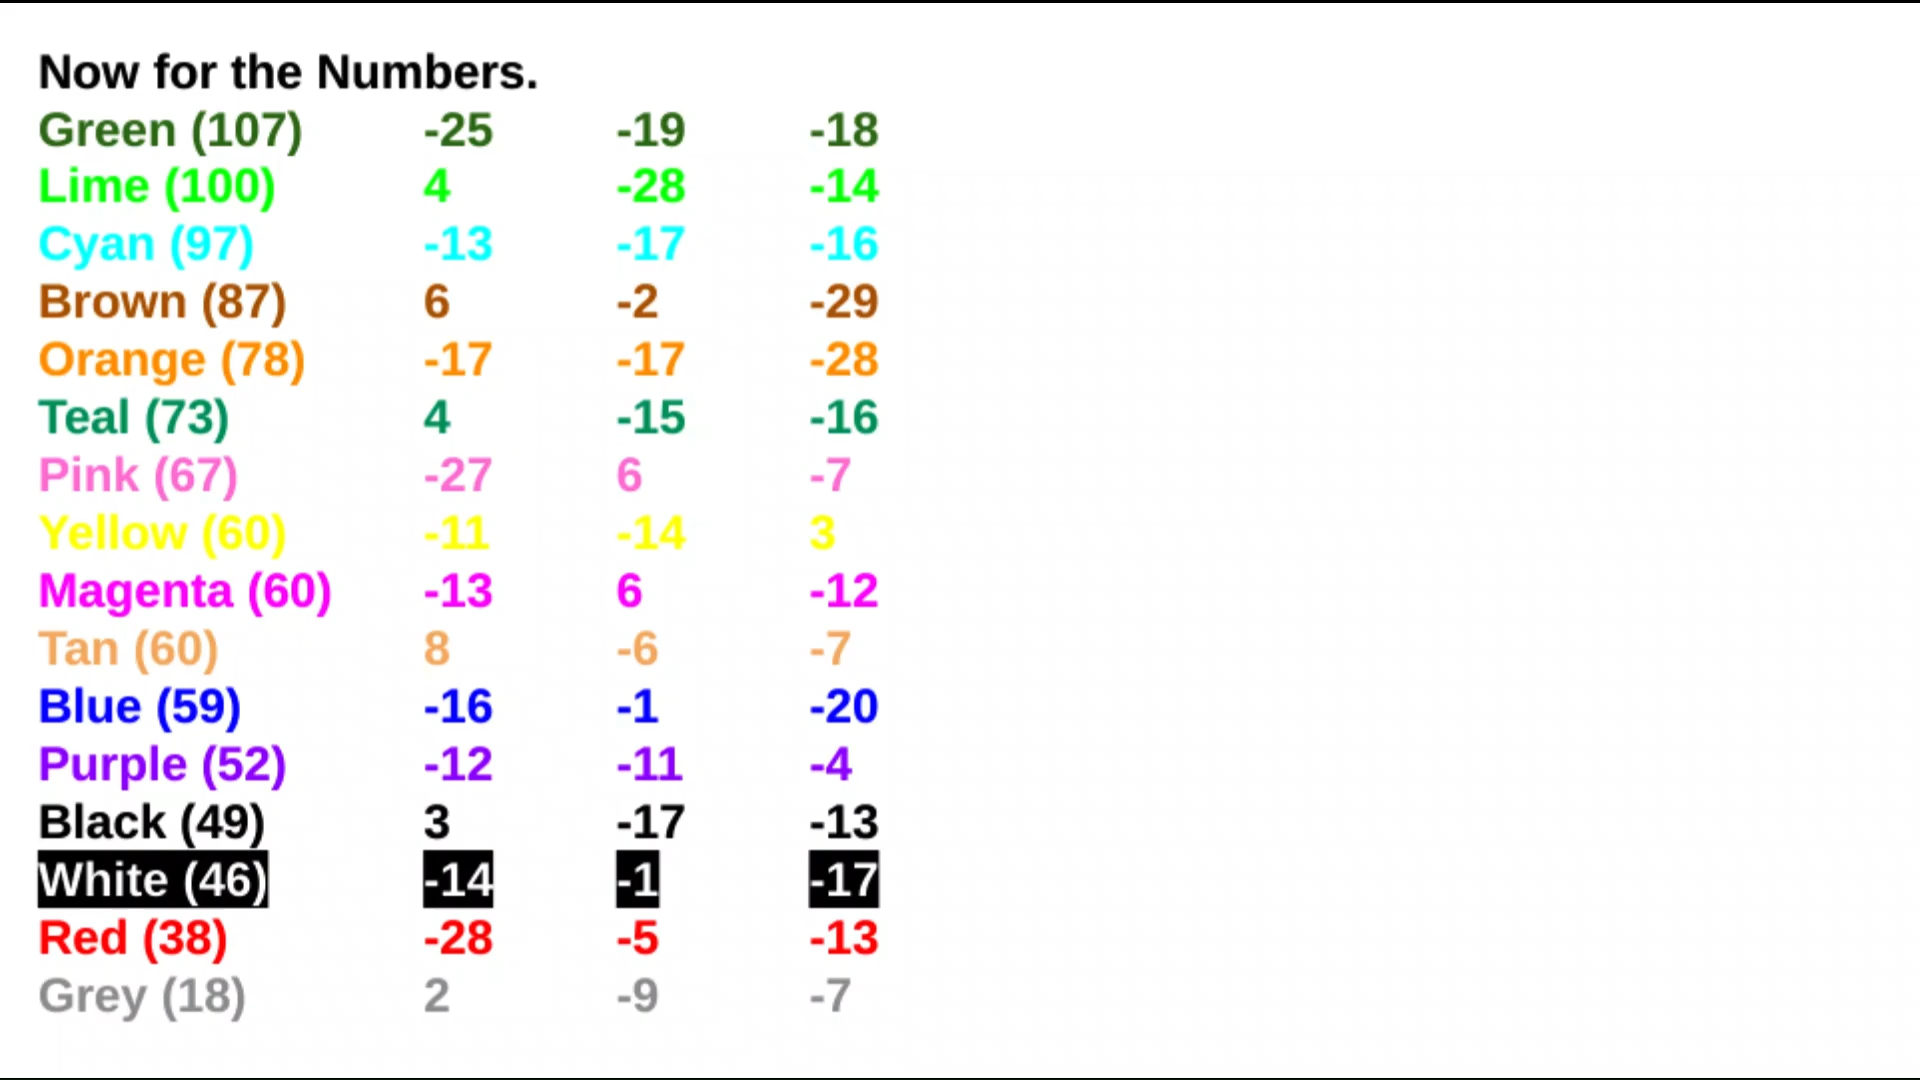 Now for the Numbers.
Green (107) -25 -19 -18
Lime (100) 4 -28 -14
Cyan (97) -13 -17 -16
Brown (87) 6 -2 -29
Orange (78) -17 -17 -28
Teal (73) 4 -15 -16
Pink (67) -27 6 -7
Yellow (60) -11 -14 3
Magenta (60) -13 6 -12
Tan (60) 8 -6 -7
Blue (59) -16 -1 -20
Purple (52) -12 -11 -4
Black (49) 3 -17 -13
White (46) -14 -1 -17
Red (38) -28 -5 -13
Grey (18) 2 -9 -7